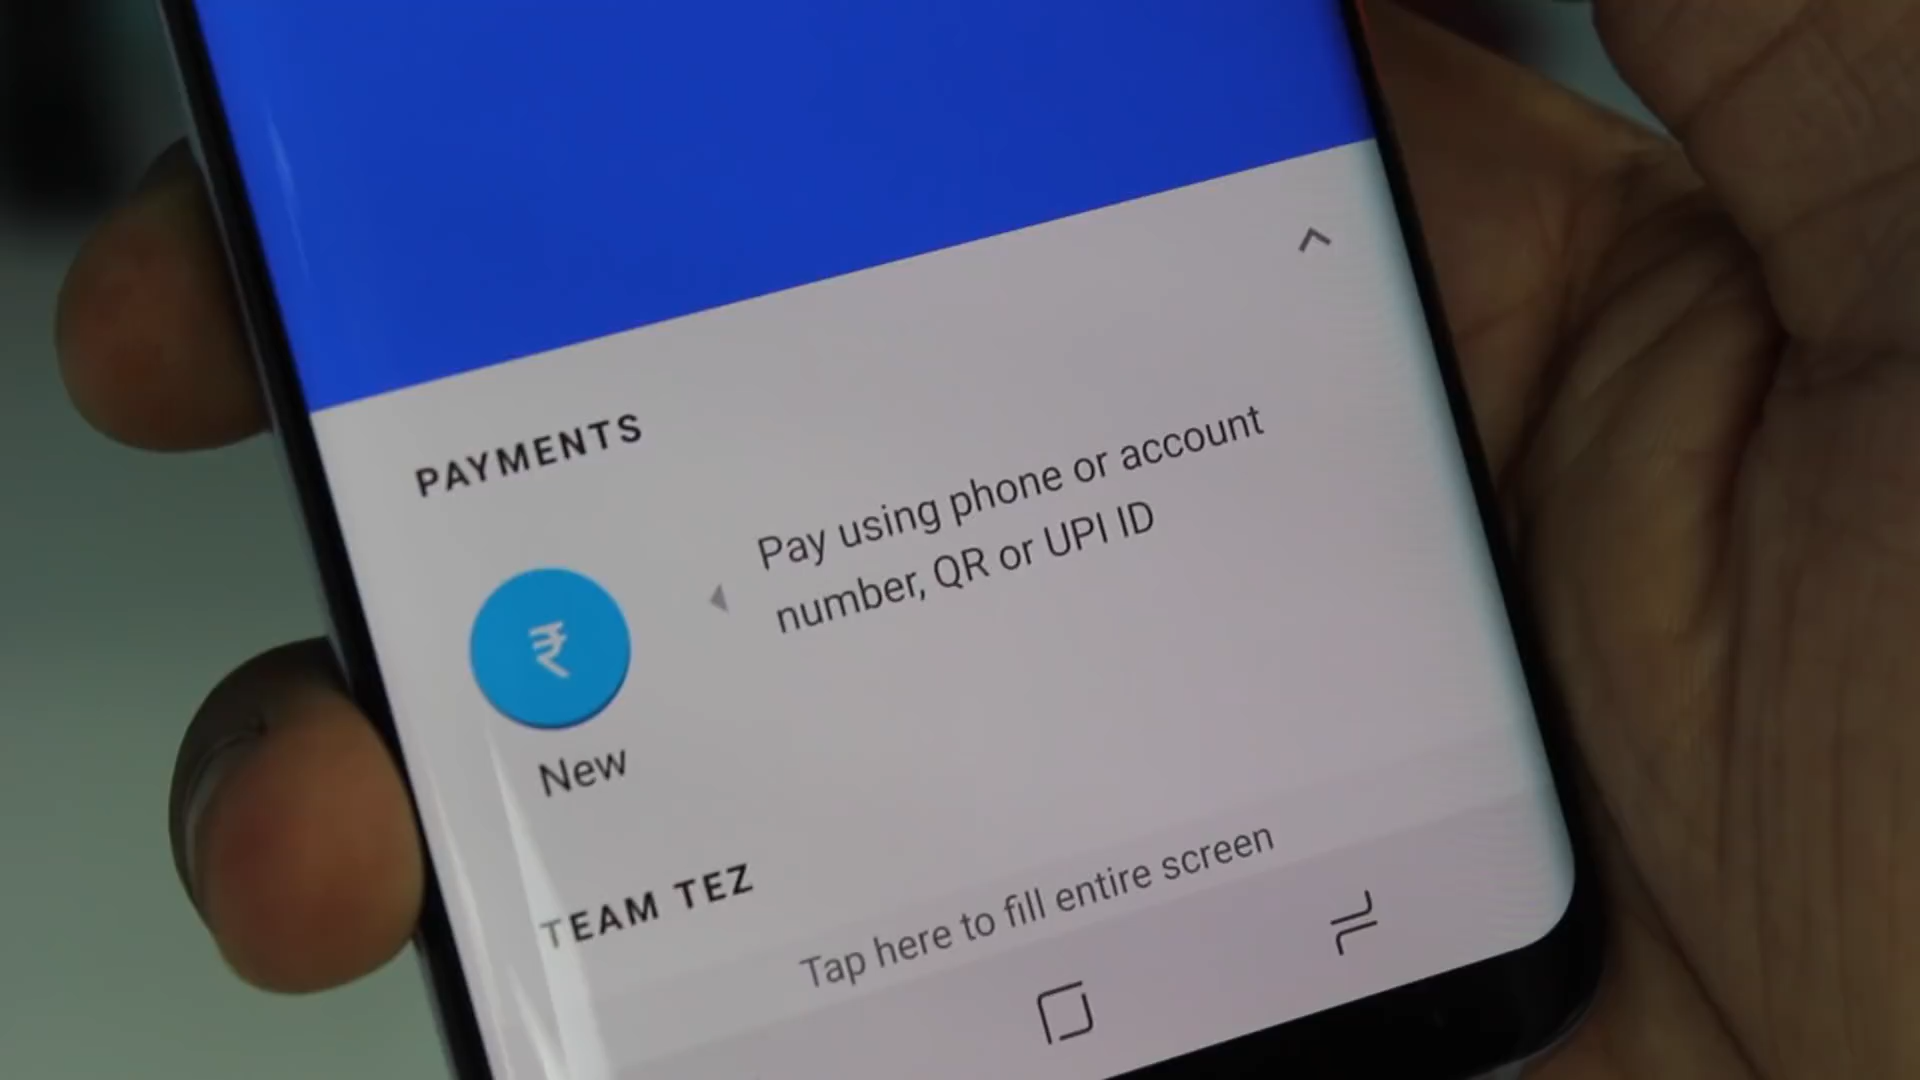 PAYMENTS
Pay using phone or account
number, QR or UPI ID
₹
New
TEAM TEZ
Tap here to fill entire screen